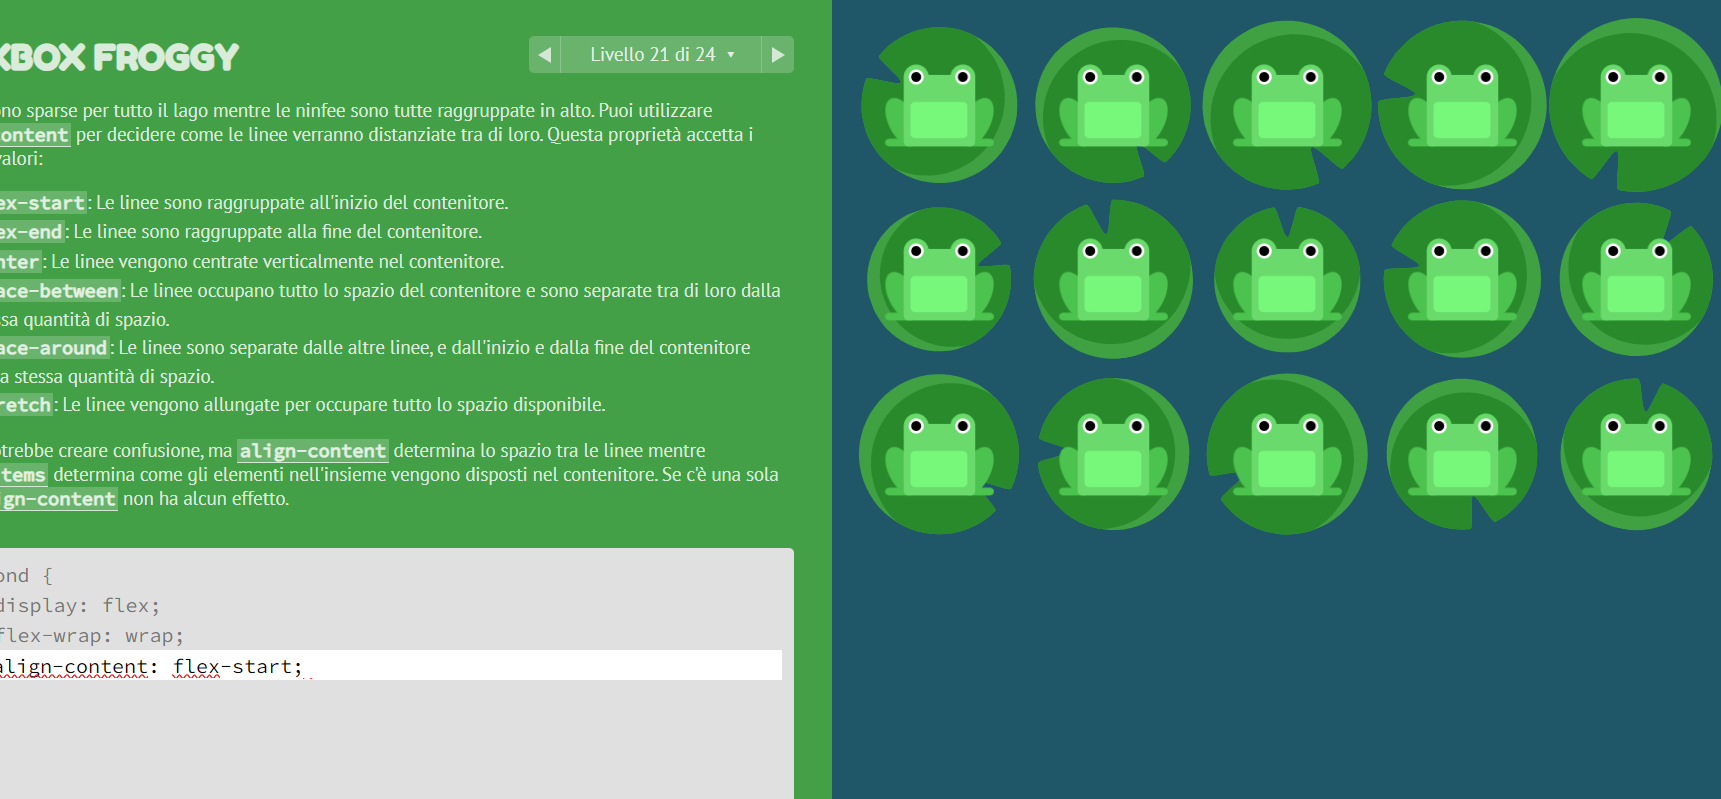 KBOX FROGGY
Livello 21 di 24
no sparse per tutto il lago mentre le ninfee sono tutte raggruppate in alto. Puoi utilizzare
ontent per decidere come le linee verranno distanziate tra di loro. Questa proprietà accetta i
valori:
ex-start: Le linee sono raggruppate all'inizio del contenitore.
ex-end: Le linee sono raggruppate alla fine del contenitore.
nter: Le linee vengono centrate verticalmente nel contenitore.
ace-between: Le linee occupano tutto lo spazio del contenitore e sono separate tra di loro dalla
ssa quantità di spazio.
ace-around: Le linee sono separate dalle altre linee, e dall'inizio e dalla fine del contenitore
a stessa quantità di spazio.
retch: Le linee vengono allungate per occupare tutto lo spazio disponibile.
otrebbe creare confusione, ma align-content determina lo spazio tra le linee mentre
tems determina come gli elementi nell'insieme vengono disposti nel contenitore. Se c'è una sola
ign-content non ha alcun effetto.
ond {
display: flex;
flex-wrap: wrap;
align-content: flex-start;